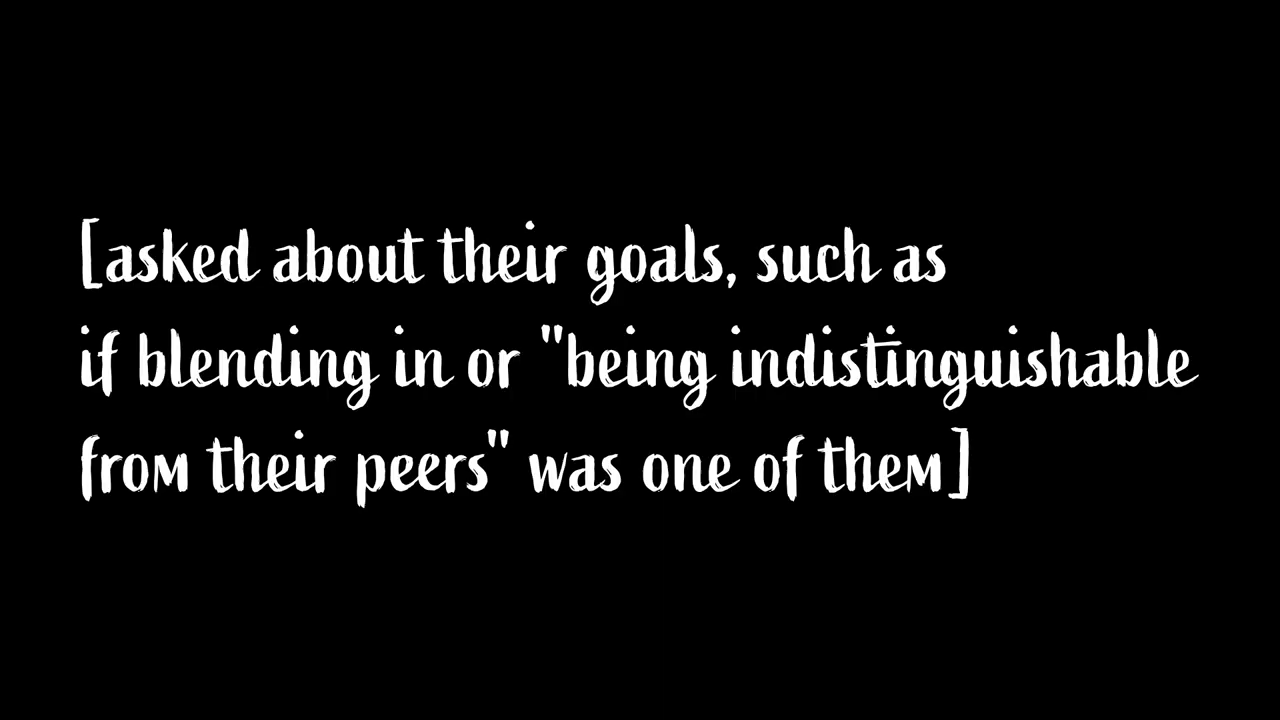 [asked about their goals, such as
if blending in or "being indistinguishable
from their peers" was one of them]